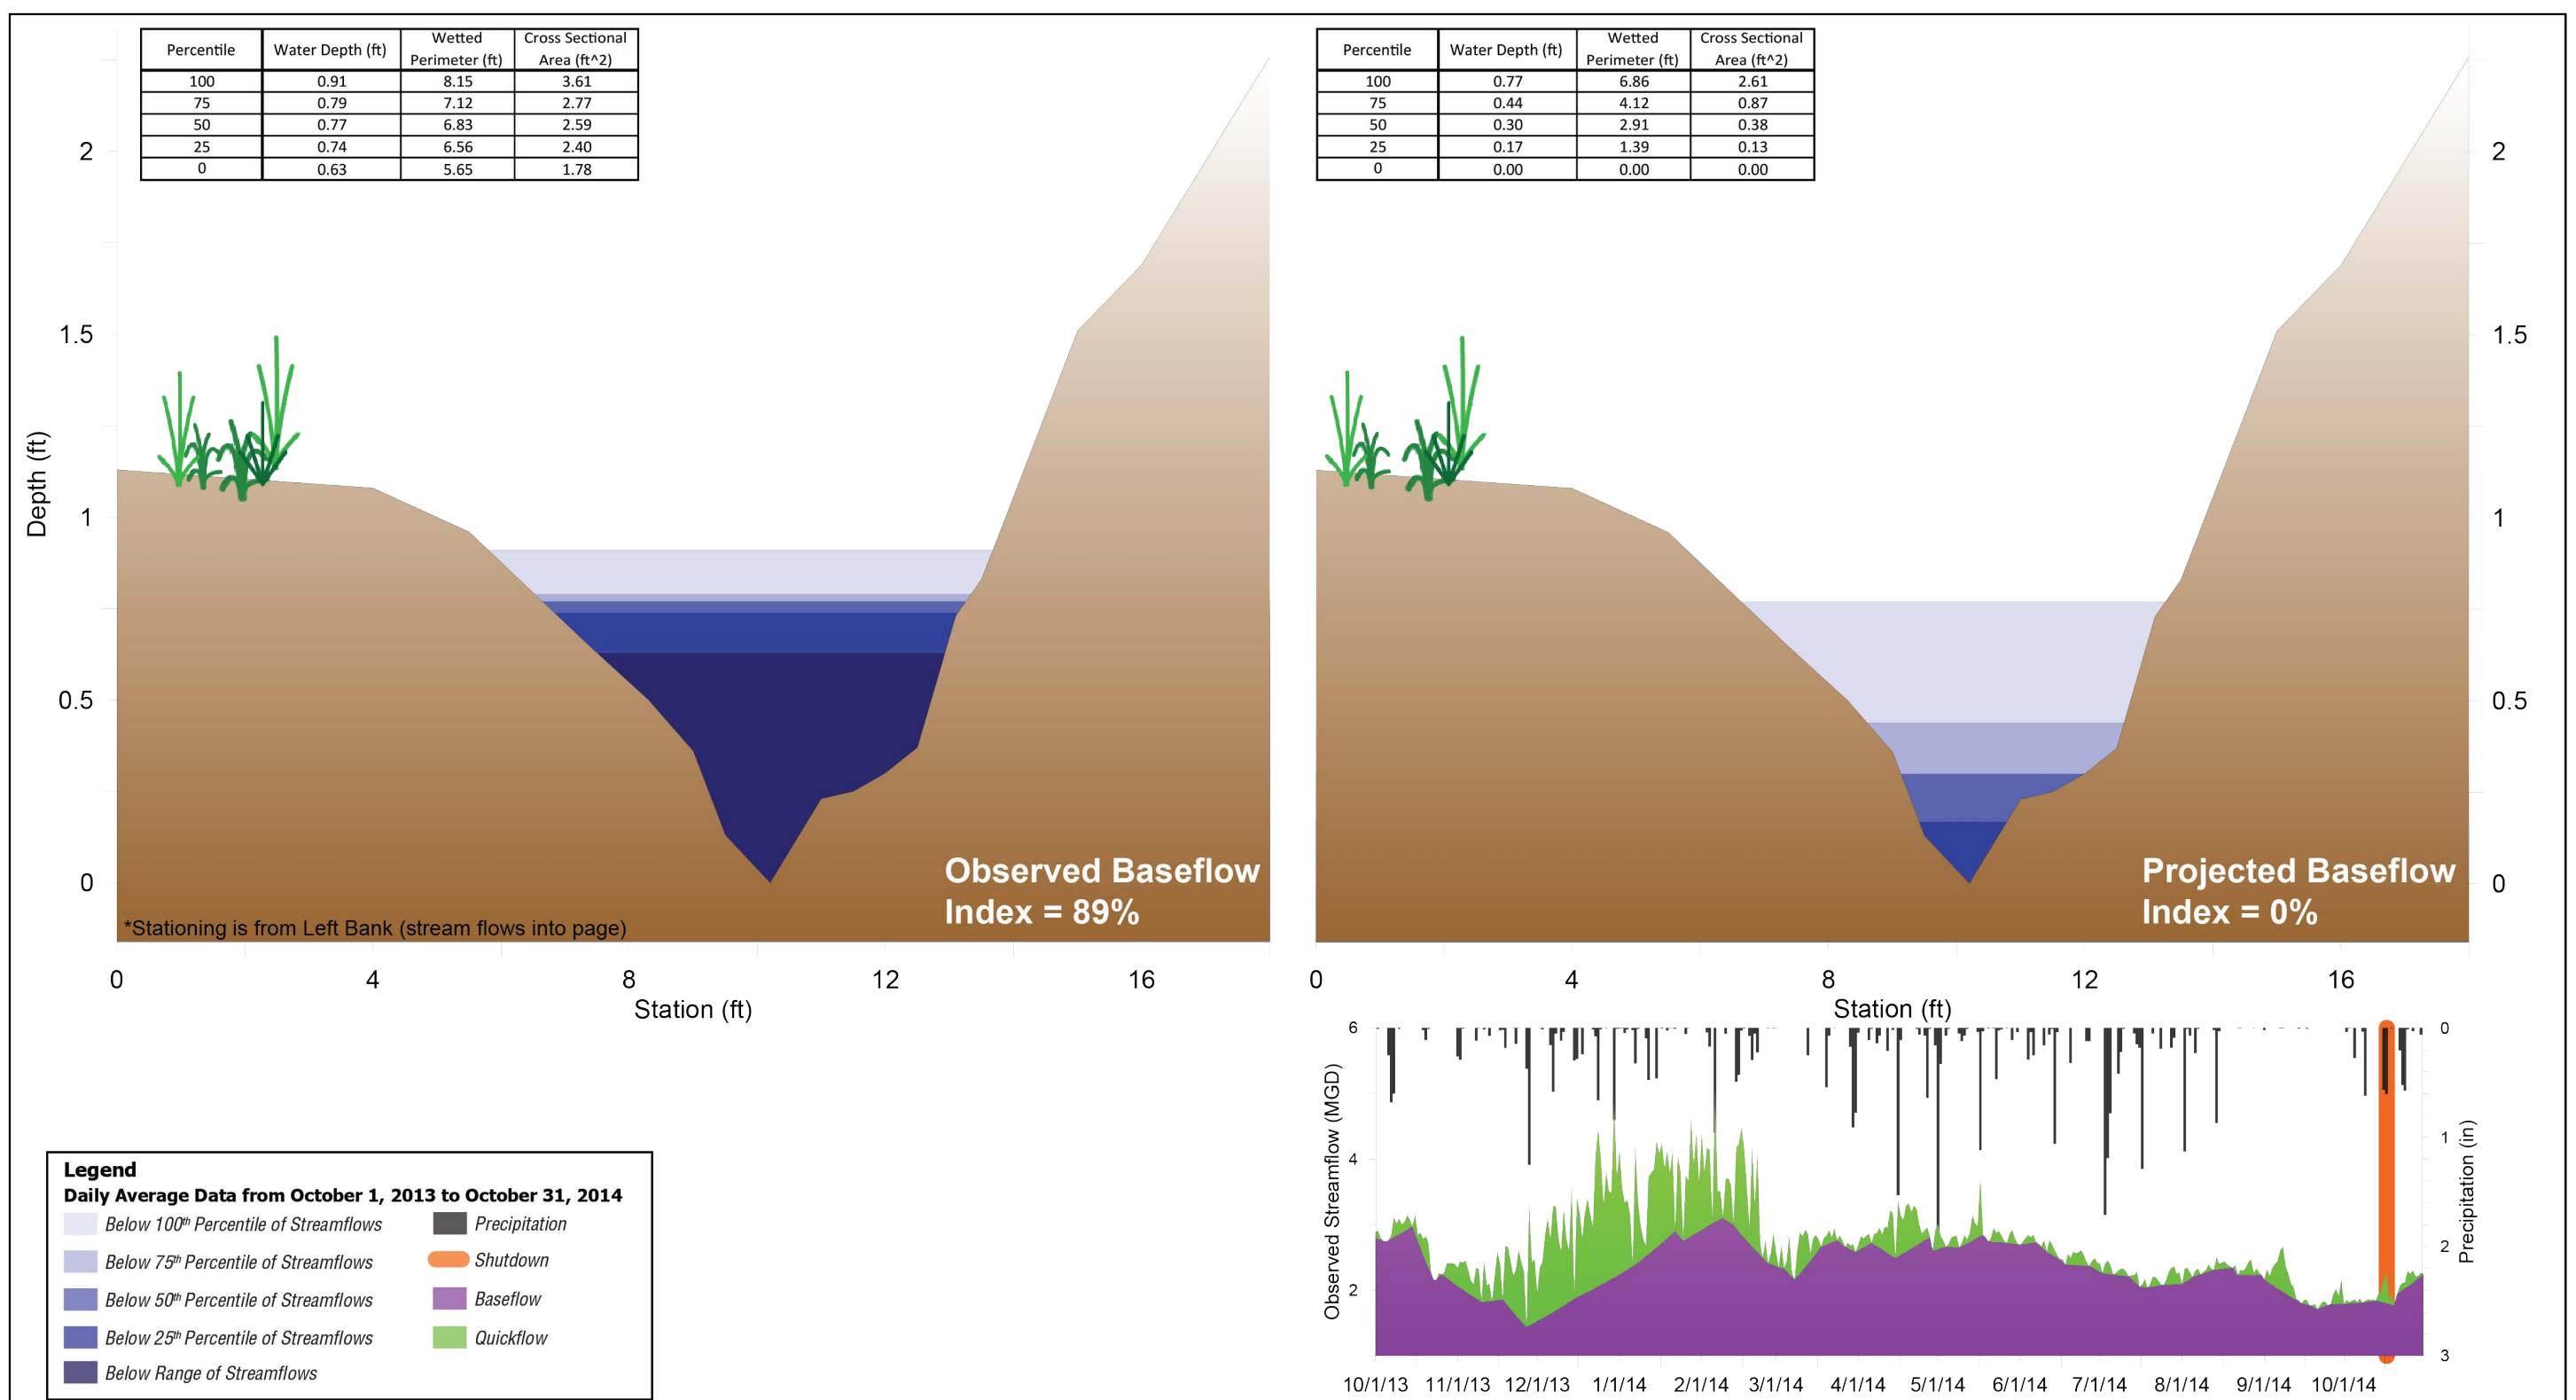 Percentile Water Depth (ft) Wetted Perimeter (ft) Cross Sectional Area (ft^2)
100 0.91 8.15 3.61
75 0.79 7.12 2.77
50 0.77 6.83 2.59
25 0.74 6.56 2.40
0 0.63 5.65 1.78
Percentile Water Depth (ft) Wetted Perimeter (ft) Cross Sectional Area (ft^2)
100 0.77 6.86 2.61
75 0.44 4.12 0.87
50 0.30 2.91 0.38
25 0.17 1.39 0.13
0 0.00 0.00 0.00
2
1.5
1
0.5
0
Depth (ft)
2
1.5
1
0.5
0
Observed Baseflow
Index = 89%
*Stationing is from Left Bank (stream flows into page)
0 4 8 12 16
Station (ft)
Projected Baseflow
Index = 0%
0 4 8 12 16
Station (ft)
Legend
Daily Average Data from October 1, 2013 to October 31, 2014
Below 100th Percentile of Streamflows
Below 75th Percentile of Streamflows
Below 50th Percentile of Streamflows
Below 25th Percentile of Streamflows
Below Range of Streamflows
Precipitation
Shutdown
Baseflow
Quickflow
Observed Streamflow (MGD)
6
4
2
0
1
2
3
Precipitation (in)
10/1/13 11/1/13 12/1/13 1/1/14 2/1/14 3/1/14 4/1/14 5/1/14 6/1/14 7/1/14 8/1/14 9/1/14 10/1/14